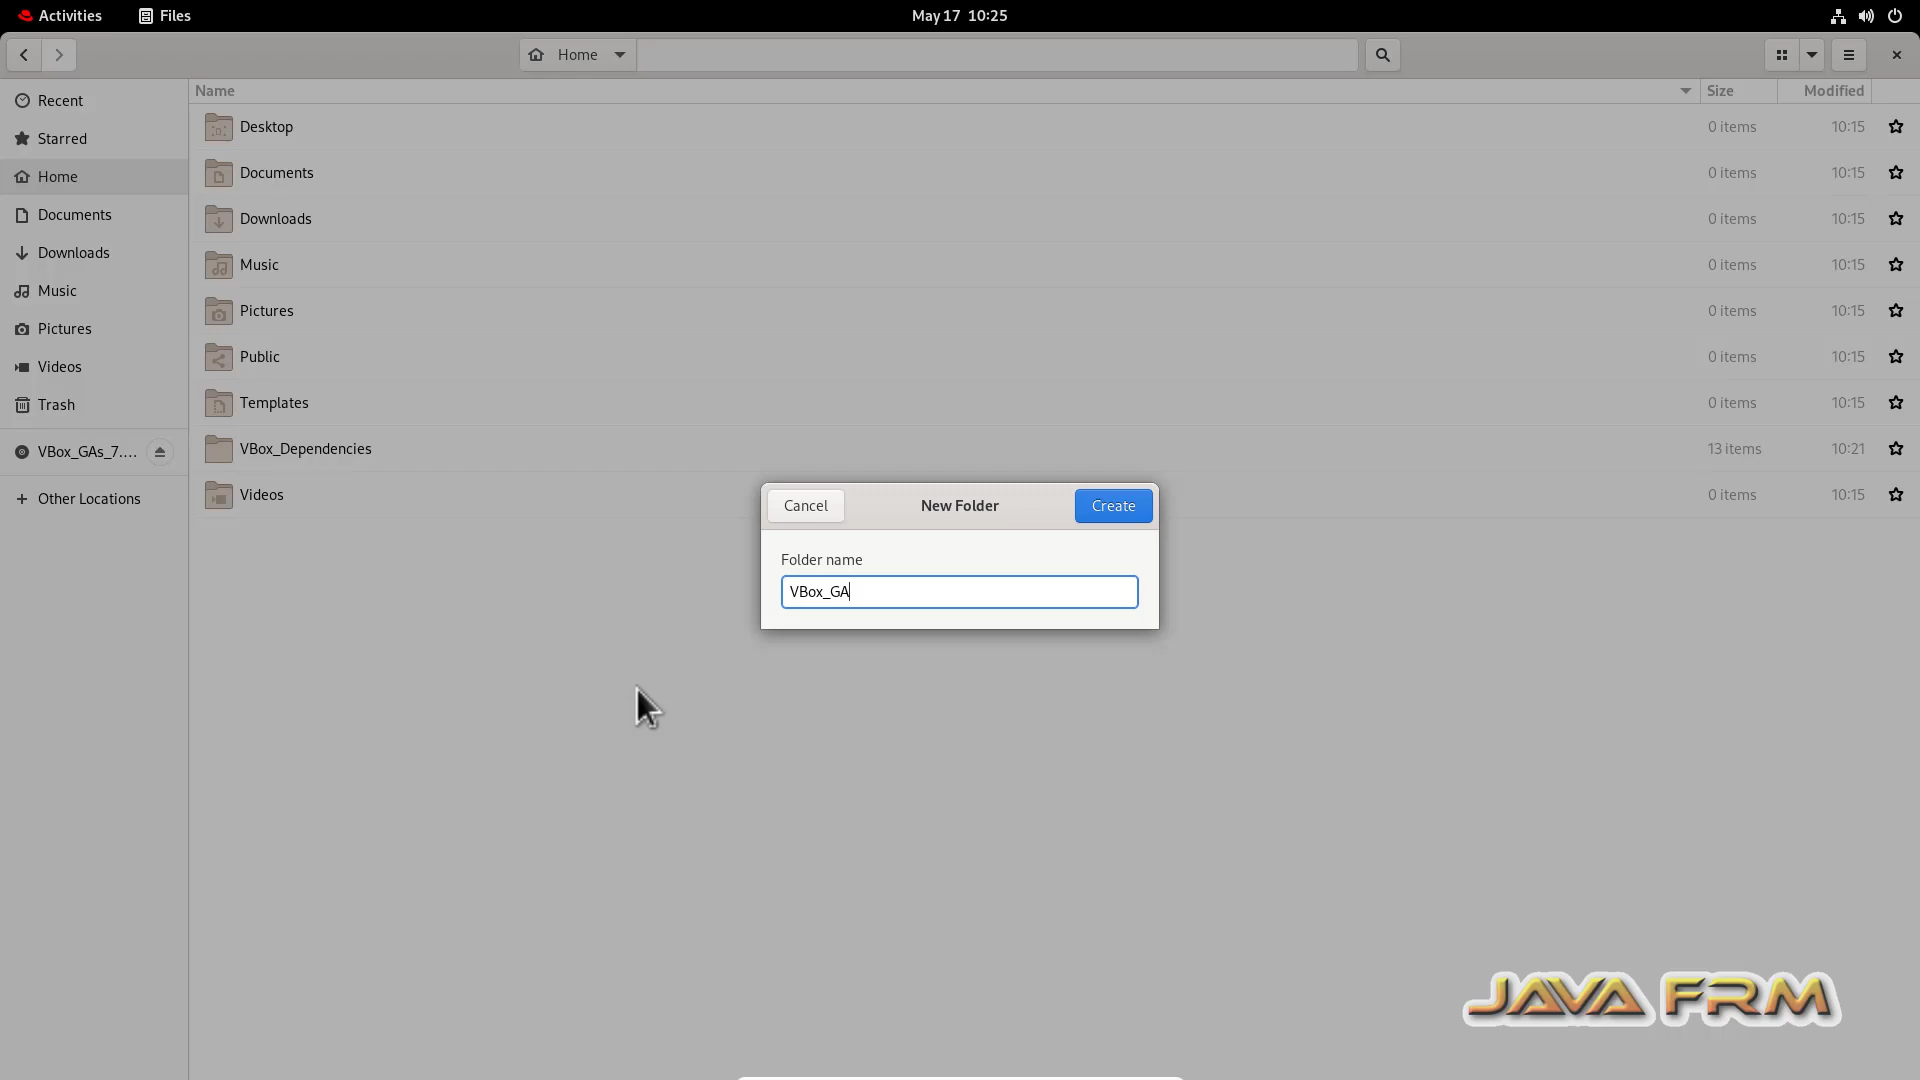 Activities Files May 17 10:25
Home
Name Size Modified
Recent
Starred
Home
Documents
Downloads
Music
Pictures
Videos
Trash
VBox_GAs_7....
Other Locations
Desktop 0 items 10:15
Documents 0 items 10:15
Downloads 0 items 10:15
Music 0 items 10:15
Pictures 0 items 10:15
Public 0 items 10:15
Templates 0 items 10:15
VBox_Dependencies 13 items 10:21
Videos 0 items 10:15
Cancel New Folder Create
Folder name
VBox_GA
JAVA FRM